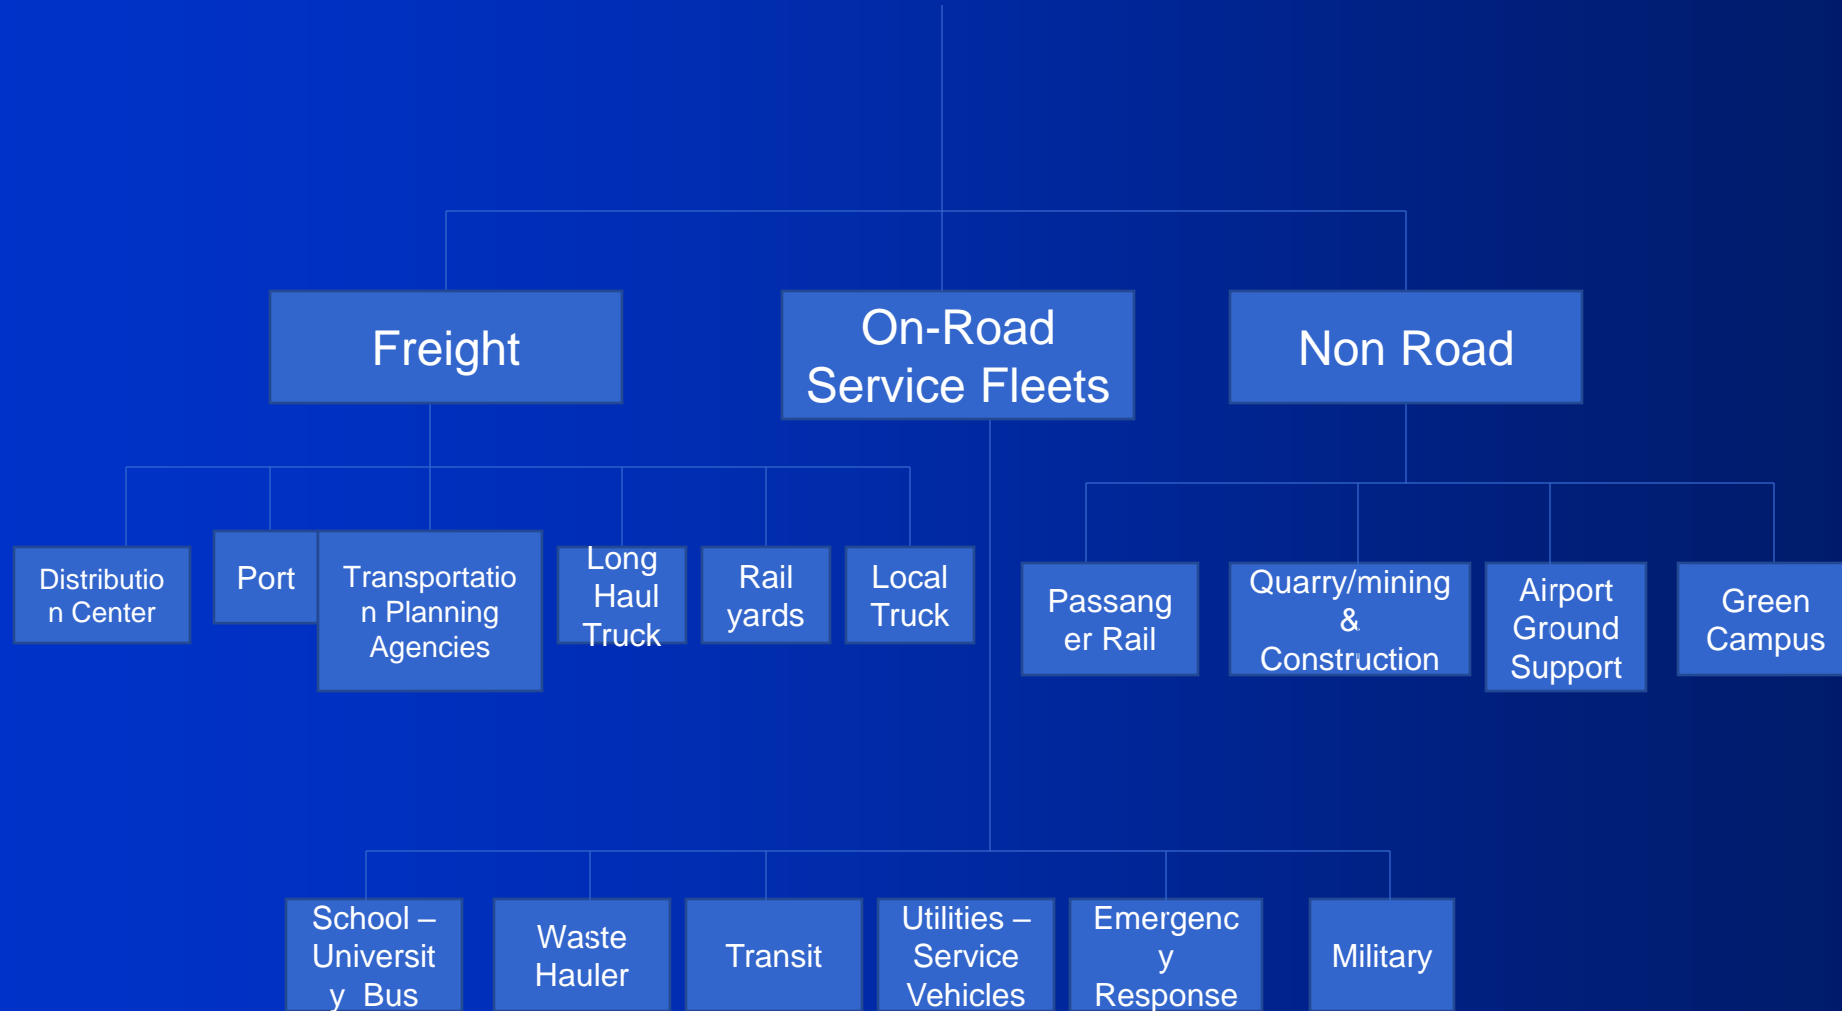 Freight
On-Road
Service Fleets
Non Road
Distributio
n Center
Port
Transportatio
n Planning
Agencies
Long
Haul
Truck
Rail
yards
Local
Truck
Passang
er Rail
Quarry/mining
&
Construction
Airport
Ground
Support
Green
Campus
School –
Universit
y Bus
Waste
Hauler
Transit
Utilities –
Service
Vehicles
Emergenc
y
Response
Military